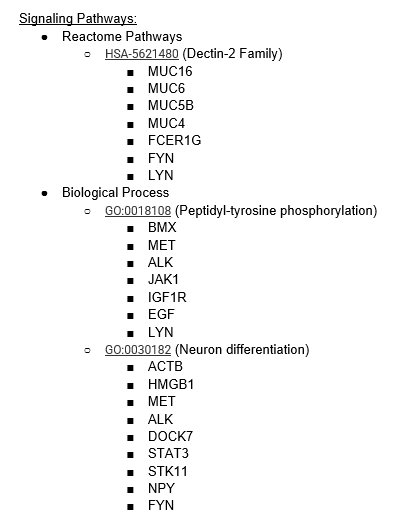 Signaling Pathways:
● Reactome Pathways
○ HSA-5621480 (Dectin-2 Family)
■ MUC16
■ MUC6
■ MUC5B
■ MUC4
■ FCER1G
■ FYN
■ LYN
● Biological Process
○ GO:0018108 (Peptidyl-tyrosine phosphorylation)
■ BMX
■ MET
■ ALK
■ JAK1
■ IGF1R
■ EGF
■ LYN
○ GO:0030182 (Neuron differentiation)
■ ACTB
■ HMGB1
■ MET
■ ALK
■ DOCK7
■ STAT3
■ STK11
■ NPY
■ FYN